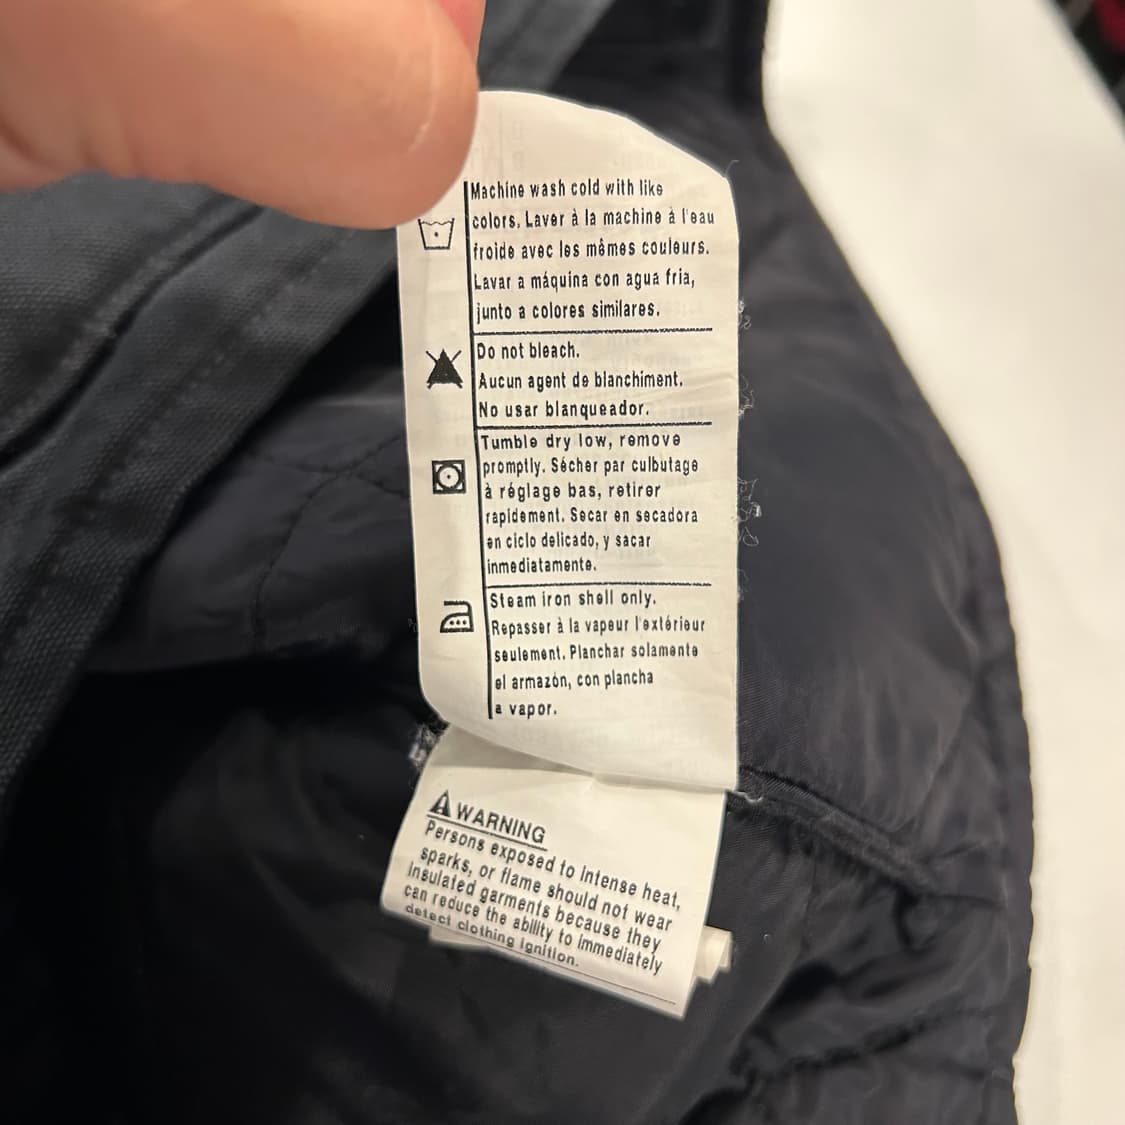 Machine wash cold with like
colors. Laver à la machine à l'eau
froide avec les mêmes couleurs.
Lavar a máquina con agua fria,
junto a colores similares.
Do not bleach.
Aucun agent de blanchiment.
No usar blanqueador.
Tumble dry low, remove
promptly. Sécher par culbutage
à réglage bas, retirer
rapidement. Secar en secadora
en ciclo delicado, y sacar
inmediatamente.
Steam iron shell only.
Repasser à la vapeur l'extérieur
seulement. Planchar solamente
el armazón, con plancha
a vapor.
WARNING
Persons exposed to intense heat,
sparks, or flame should not wear
insulated garments because they
can reduce the ability to immediately
detect clothing ignition.